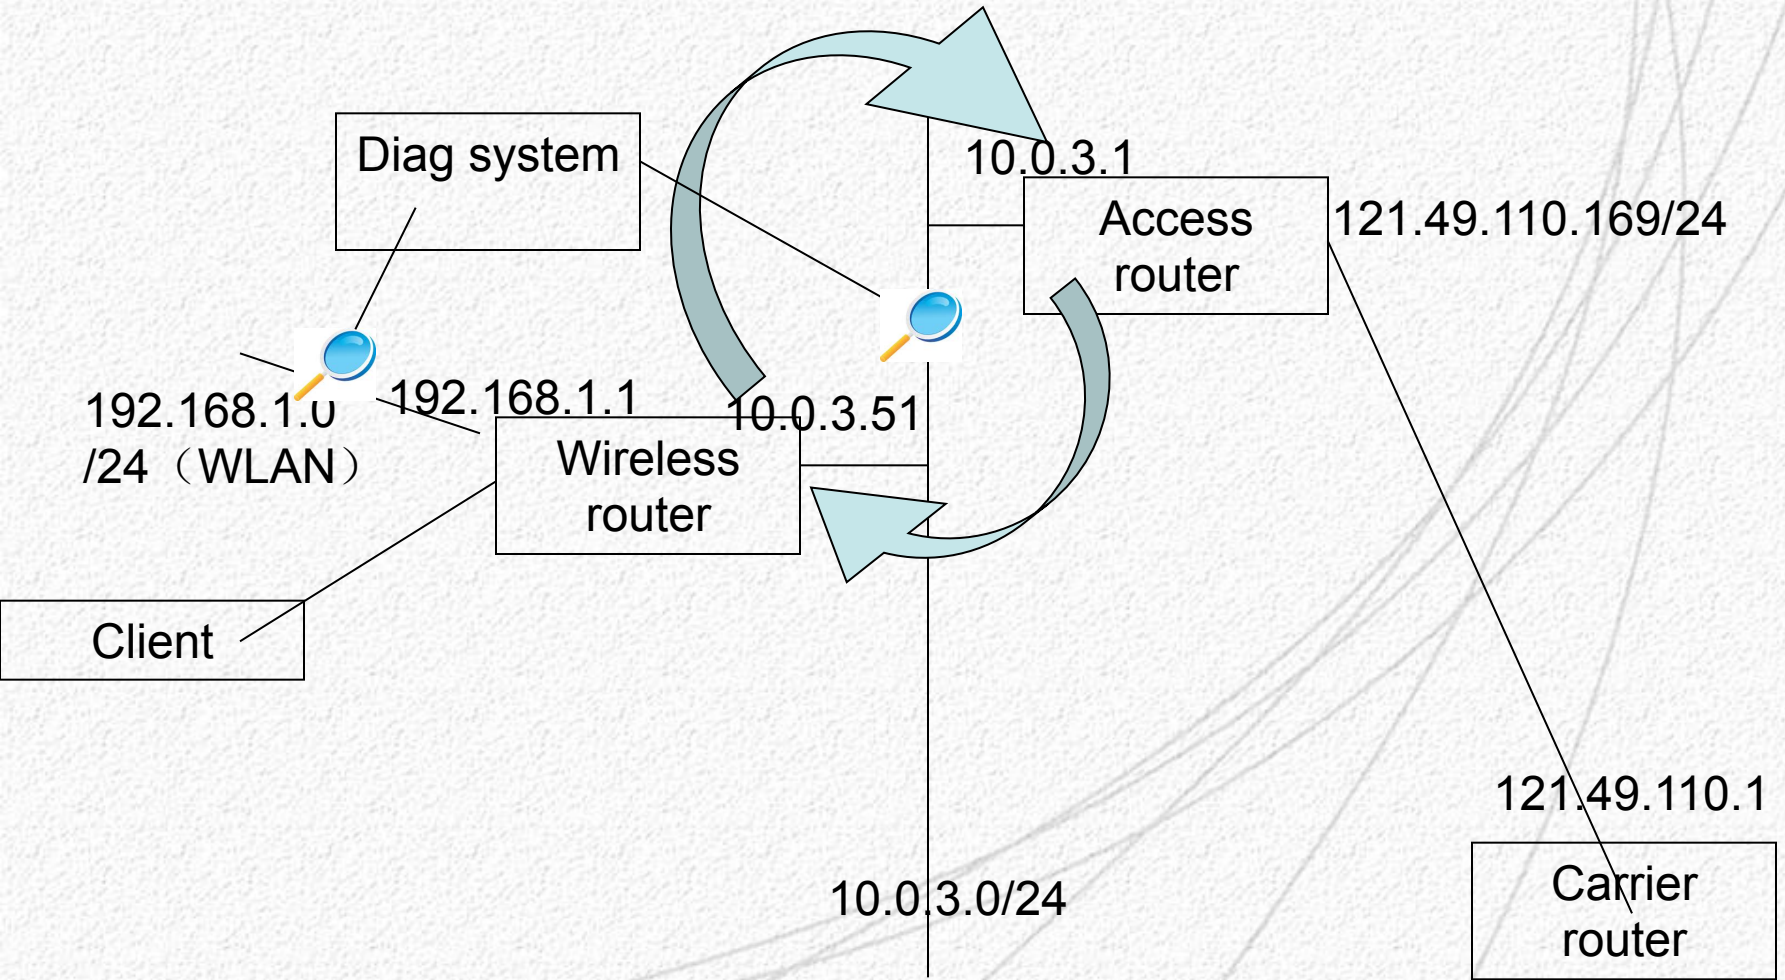 Diag system
10.0.3.1
Access
router
121.49.110.169/24
192.168.1.0
/24（WLAN）
192.168.1.1
10.0.3.51
Wireless
router
Client
121.49.110.1
10.0.3.0/24
Carrier
router